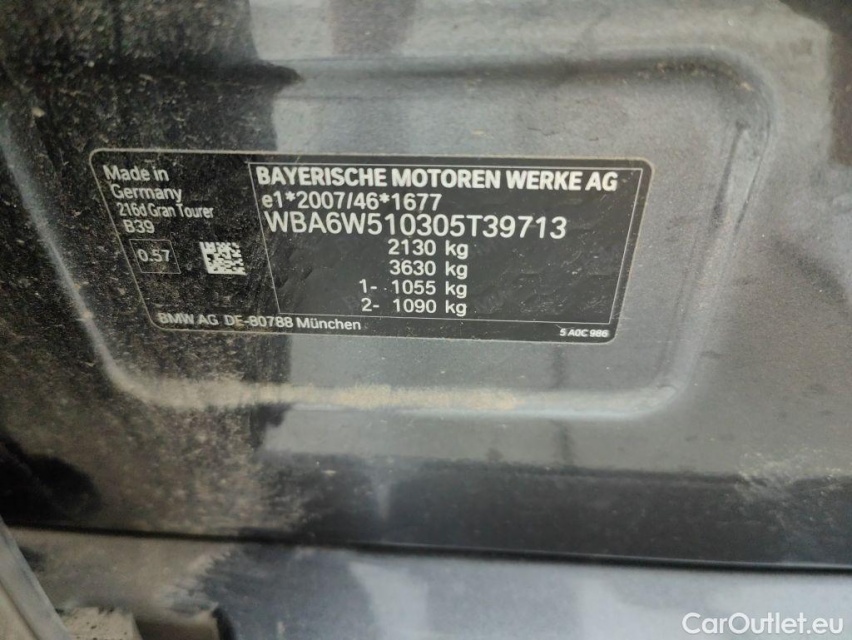 Made in
Germany
216d Gran Tourer
B39
0.57
BAYERISCHE MOTOREN WERKE AG
e1*2007/46*1677
WBA6W510305T39713
2130 kg
3630 kg
1- 1055 kg
2- 1090 kg
BMW AG DE-80788 München
5 A0C 986
CarOutlet.eu